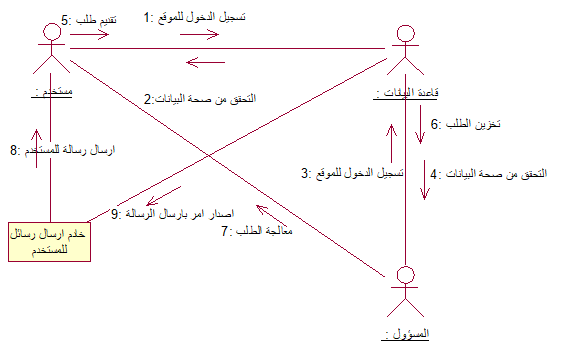 1: تسجيل الدخول للموقع
5: تقديم طلب
مستخدم :
قاعدة البيانات :
2: التحقق من صحة البيانات
6: تخزين الطلب
8: ارسال رسالة للمستخدم
3: تسجيل الدخول للموقع
4: التحقق من صحة البيانات
9: اصدار امر بارسال الرسالة
7: معالجة الطلب
خادم ارسال رسائل
للمستخدم
المسؤول :